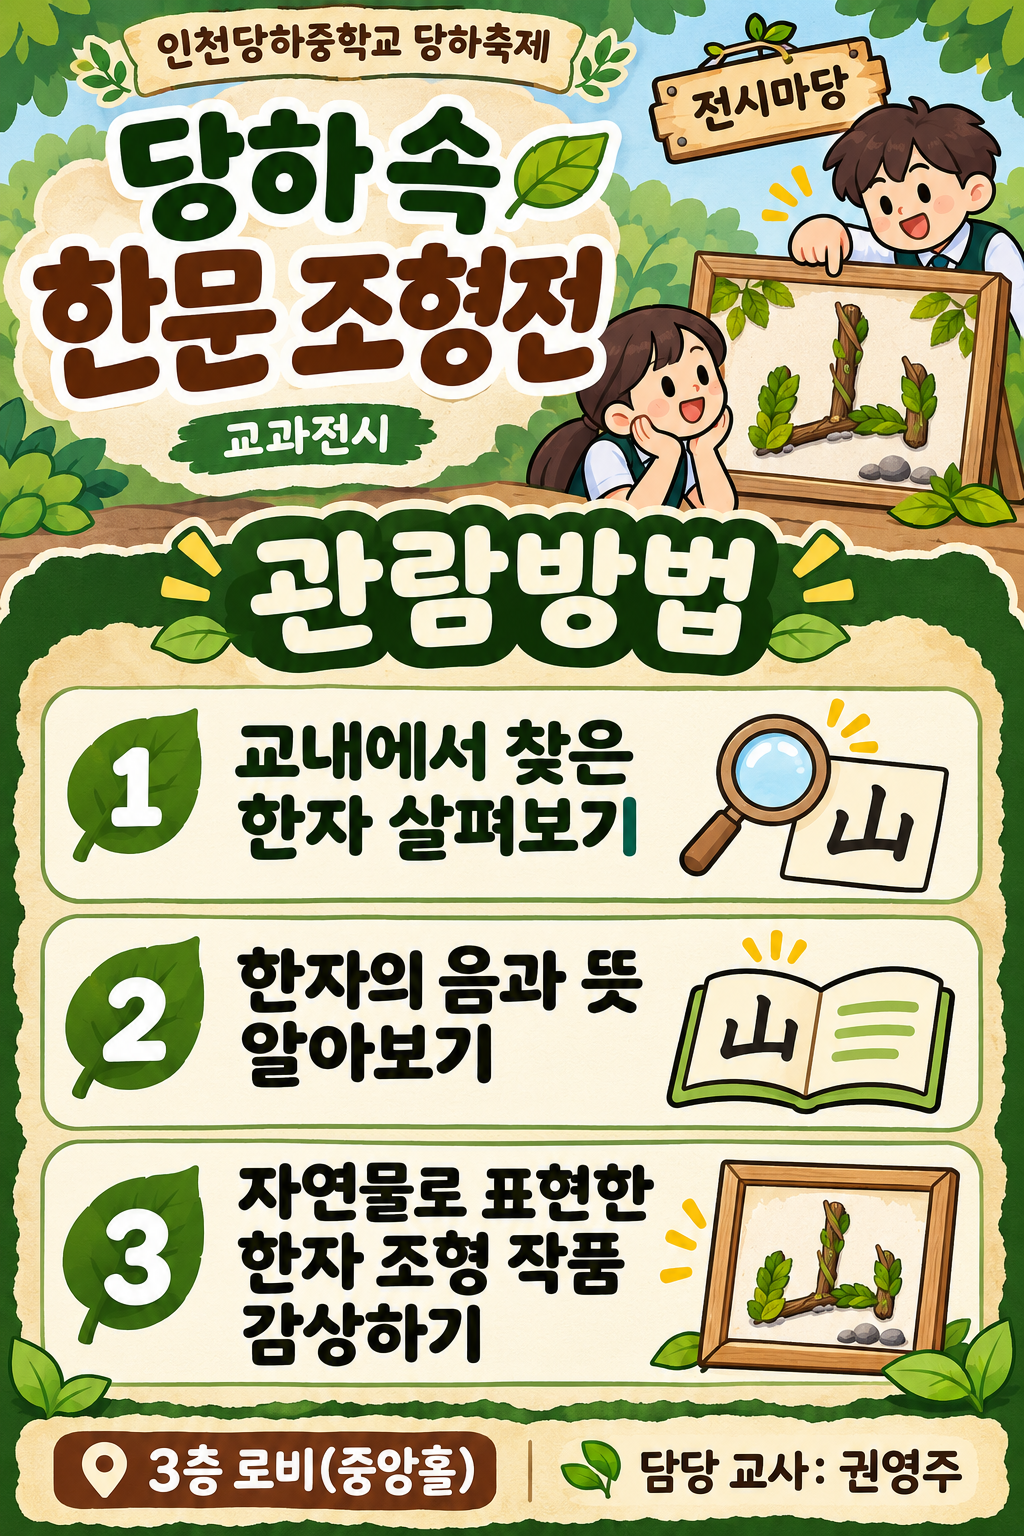 인천당하중학교 당하축제
전시마당
당하 속
한문 조형전
교과전시
관람방법
1
교내에서 찾은
한자 살펴보기
山
2
한자의 음과 뜻
알아보기
山
3
자연물로 표현한
한자 조형 작품
감상하기
3층 로비(중앙홀)
담당 교사: 권영주